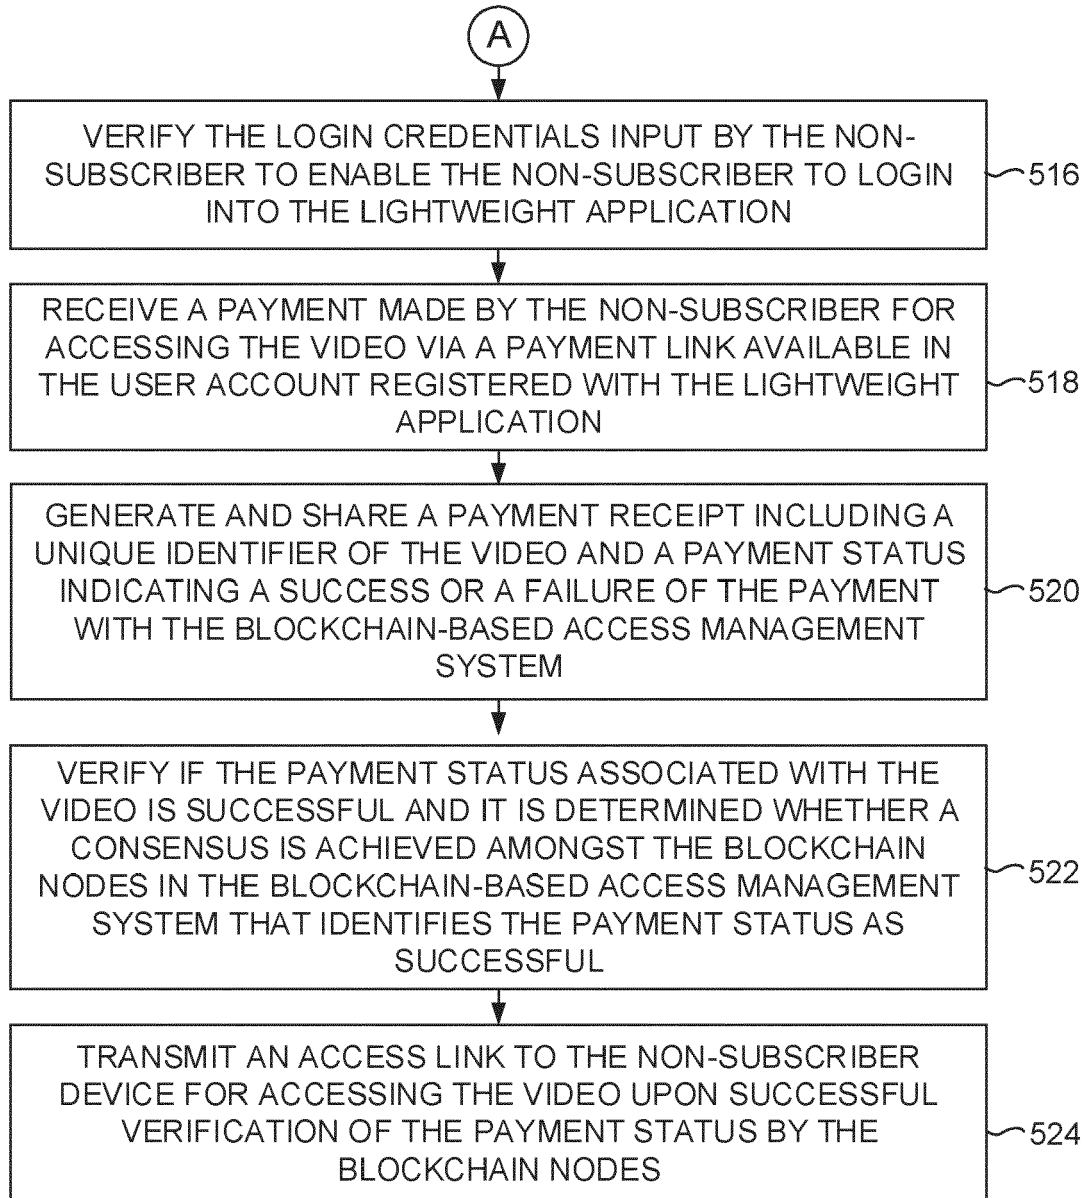 A
VERIFY THE LOGIN CREDENTIALS INPUT BY THE NON-
SUBSCRIBER TO ENABLE THE NON-SUBSCRIBER TO LOGIN
INTO THE LIGHTWEIGHT APPLICATION
516
RECEIVE A PAYMENT MADE BY THE NON-SUBSCRIBER FOR
ACCESSING THE VIDEO VIA A PAYMENT LINK AVAILABLE IN
THE USER ACCOUNT REGISTERED WITH THE LIGHTWEIGHT
APPLICATION
518
GENERATE AND SHARE A PAYMENT RECEIPT INCLUDING A
UNIQUE IDENTIFIER OF THE VIDEO AND A PAYMENT STATUS
INDICATING A SUCCESS OR A FAILURE OF THE PAYMENT
WITH THE BLOCKCHAIN-BASED ACCESS MANAGEMENT
SYSTEM
520
VERIFY IF THE PAYMENT STATUS ASSOCIATED WITH THE
VIDEO IS SUCCESSFUL AND IT IS DETERMINED WHETHER A
CONSENSUS IS ACHIEVED AMONGST THE BLOCKCHAIN
NODES IN THE BLOCKCHAIN-BASED ACCESS MANAGEMENT
SYSTEM THAT IDENTIFIES THE PAYMENT STATUS AS
SUCCESSFUL
522
TRANSMIT AN ACCESS LINK TO THE NON-SUBSCRIBER
DEVICE FOR ACCESSING THE VIDEO UPON SUCCESSFUL
VERIFICATION OF THE PAYMENT STATUS BY THE
BLOCKCHAIN NODES
524